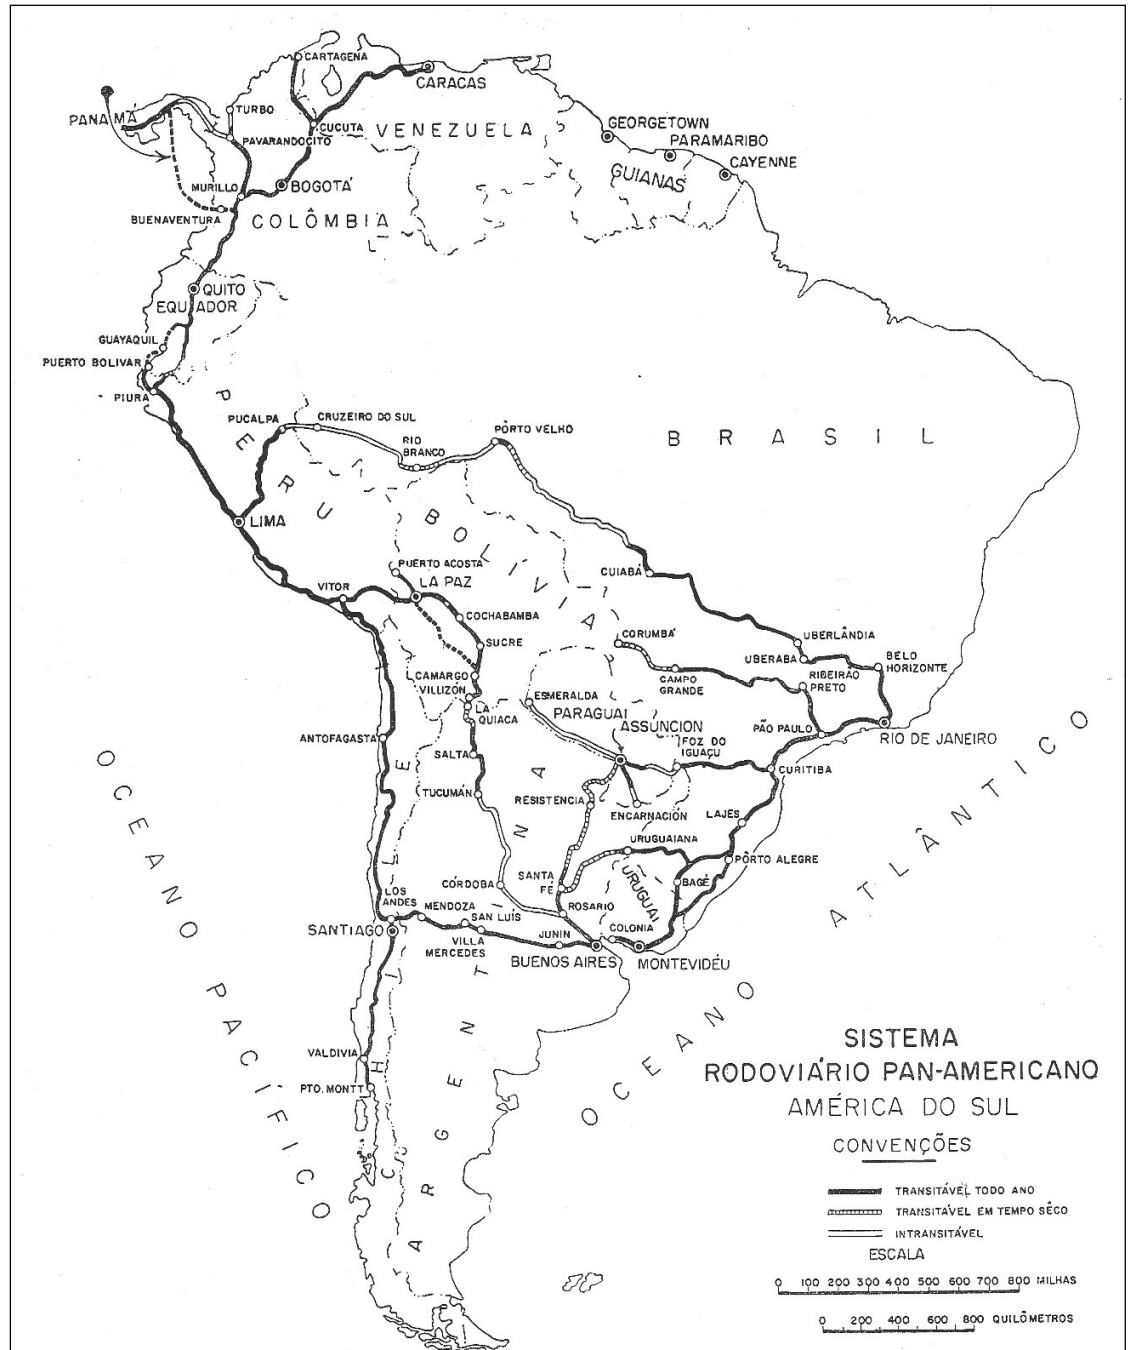 CARTAGENA
CARACAS
PANAMÁ
TURBO
PAVARANDOCITO
CUCUTA
VENEZUELA
GEORGETOWN
PARAMARIBO
CAYENNE
GUIANAS
MURILLO
BOGOTÁ
BUENAVENTURA
COLÔMBIA
QUITO
EQUADOR
GUAYAQUIL
PUERTO BOLIVAR
PIURA
PERU
PUCALPA
CRUZEIRO DO SUL
RIO
BRANCO
PÔRTO VELHO
BRASIL
LIMA
BOLÍVIA
PUERTO ACOSTA
LA PAZ
VITOR
COCHABAMBA
SUCRE
CUIABÁ
CORUMBÁ
UBERLÂNDIA
UBERABA
BELO
HORIZONTE
CAMPO
GRANDE
RIBEIRÃO
PRETO
CAMARGO
VILLIZON
LA
QUIACA
ESMERALDA
PARAGUAI
ASSUNCION
FOZ DO
IGUAÇU
PÃO PAULO
RIO DE JANEIRO
ANTOFAGASTA
SALTA
TUCUMÁN
CURITIBA
RESISTENCIA
ENCARNACIÓN
LAJES
URUGUAIANA
PÔRTO ALEGRE
SANTA
FÉ
URUGUAI
BAGÉ
CÓRDOBA
ROSARIO
LOS
ANDES
MENDOZA
SAN LUÍS
SANTIAGO
VILLA
MERCEDES
JUNIN
COLONIA
BUENOS AIRES
MONTEVIDÉU
VALDIVIA
PTO. MONTT
CHILE
ARGENTINA
OCEANO PACÍFICO
OCEANO ATLÂNTICO
SISTEMA
RODOVIÁRIO PAN-AMERICANO
AMÉRICA DO SUL
CONVENÇÕES
TRANSITÁVEL TODO ANO
TRANSITÁVEL EM TEMPO SÊCO
INTRANSITÁVEL
ESCALA
0 100 200 300 400 500 600 700 800 MILHAS
0 200 400 600 800 QUILÔMETROS